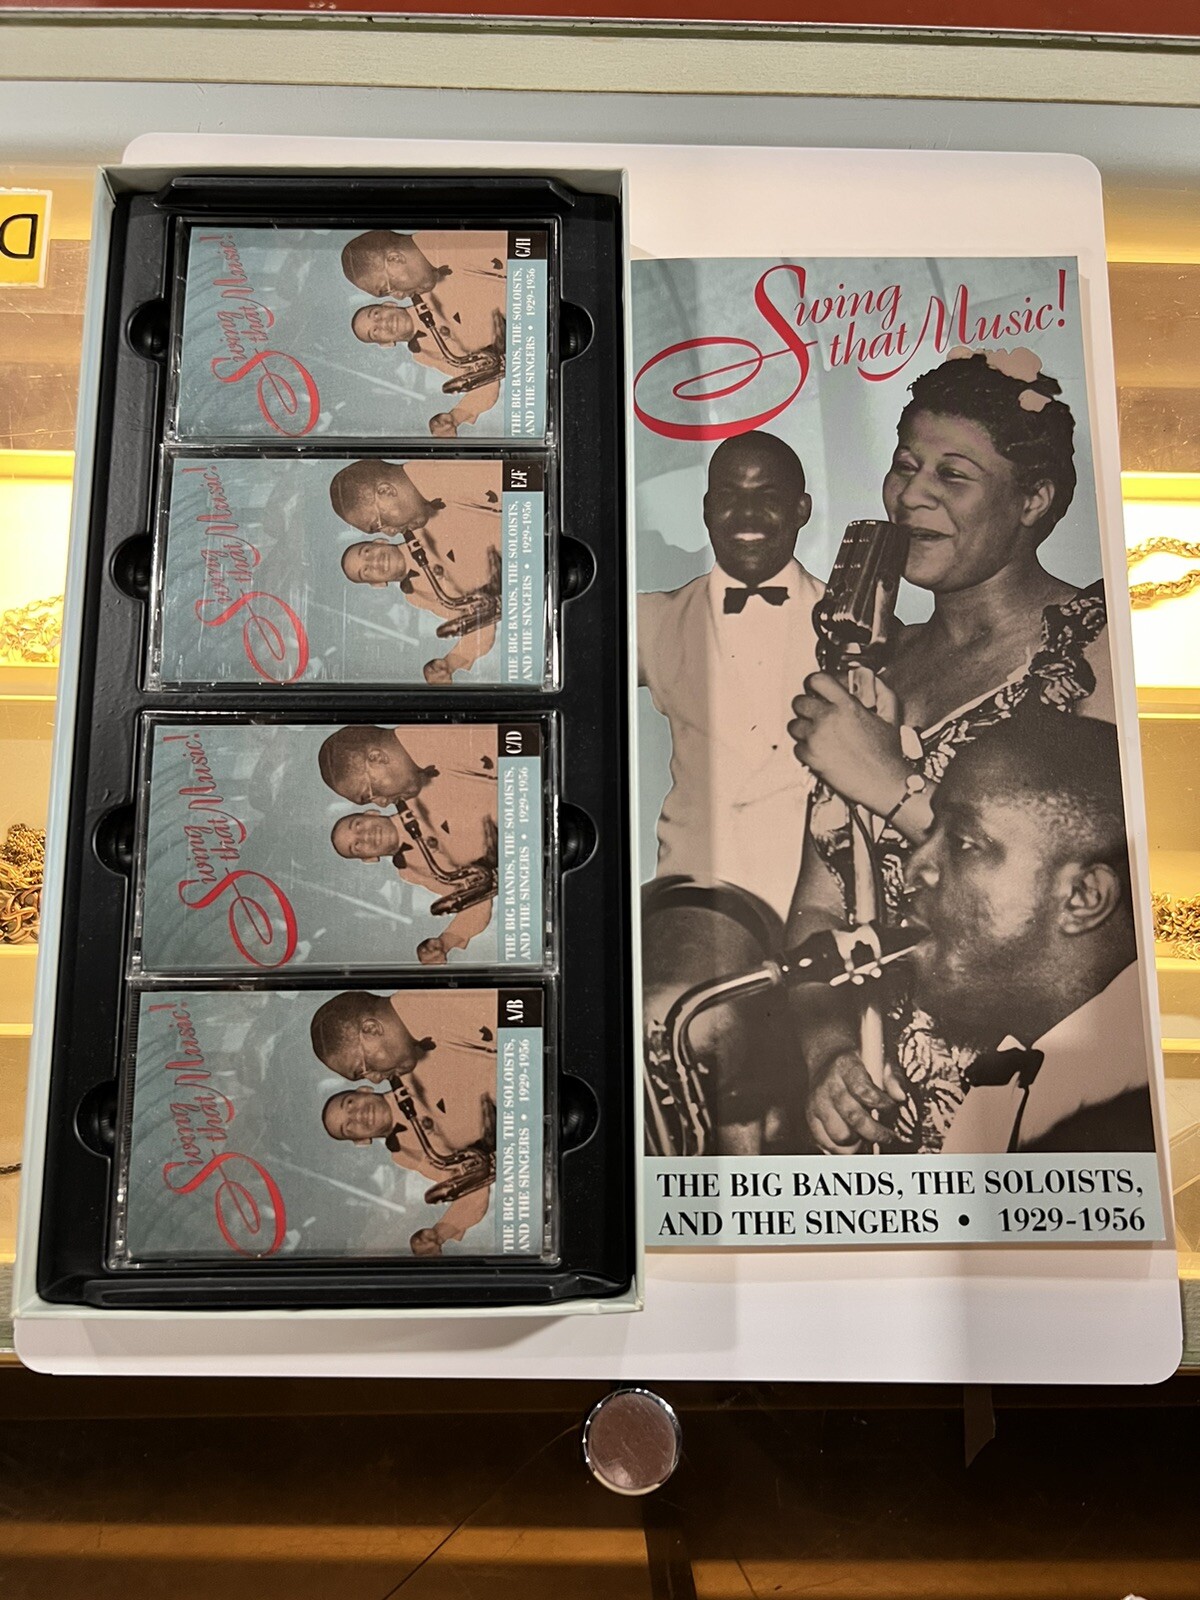 Swing
that Music!
G/H
THE BIG BANDS, THE SOLOISTS,
AND THE SINGERS • 1929-1956
Swing
that Music!
E/F
THE BIG BANDS, THE SOLOISTS,
AND THE SINGERS • 1929-1956
Swing
that Music!
C/D
THE BIG BANDS, THE SOLOISTS,
AND THE SINGERS • 1929-1956
Swing
that Music!
A/B
THE BIG BANDS, THE SOLOISTS,
AND THE SINGERS • 1929-1956
Swing
that Music!
THE BIG BANDS, THE SOLOISTS,
AND THE SINGERS • 1929-1956
D